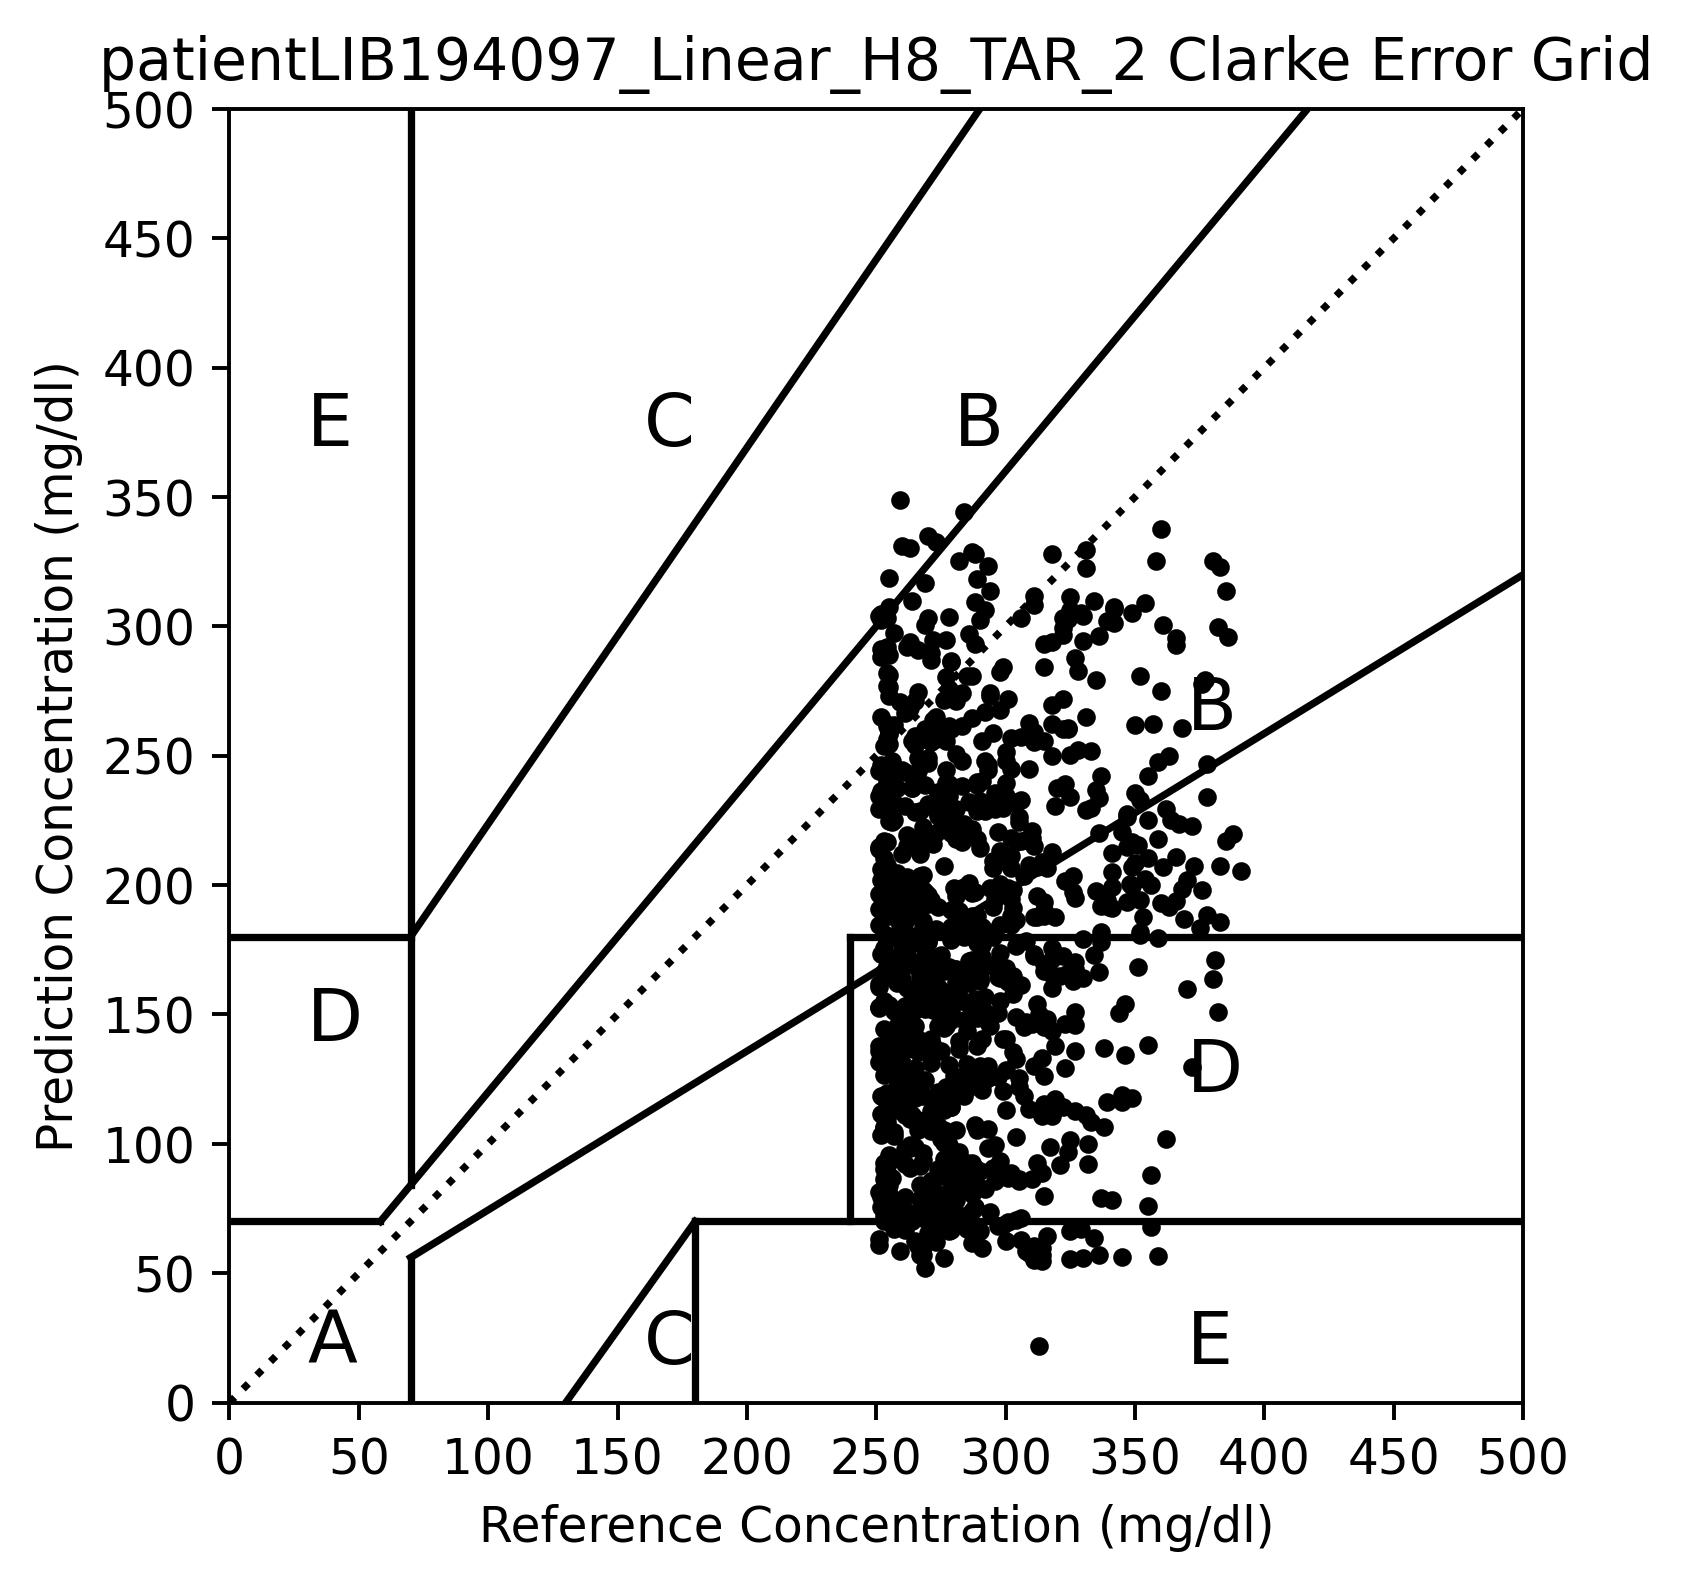 patientLIB194097_Linear_H8_TAR_2 Clarke Error Grid
500
450
400
350
300
250
200
150
100
50
0
Prediction Concentration (mg/dl)
E
C
B
B
D
D
A
C
E
0 50 100 150 200 250 300 350 400 450 500
Reference Concentration (mg/dl)